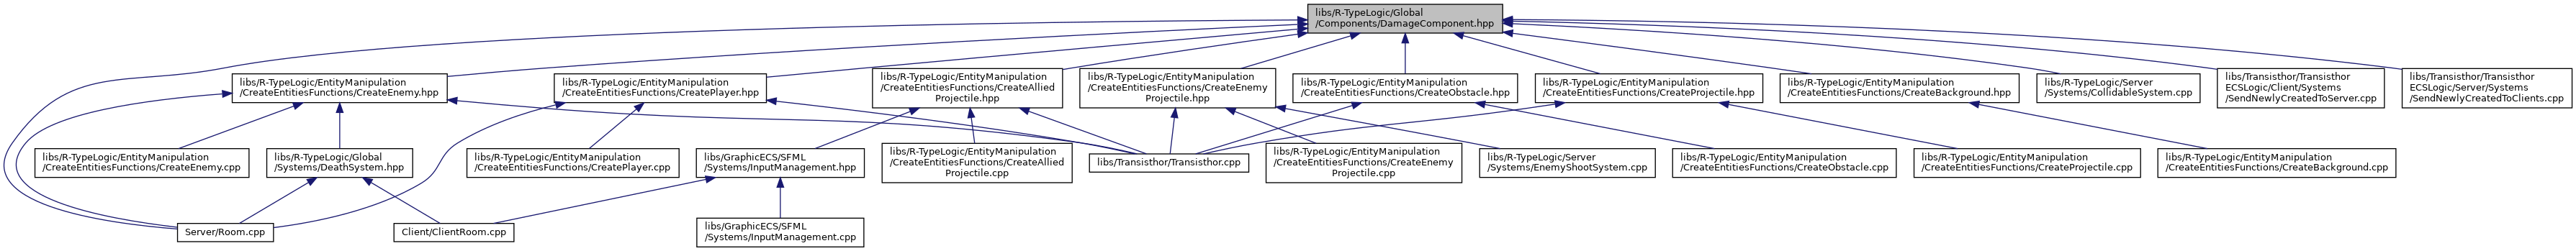 libs/R-TypeLogic/Global
/Components/DamageComponent.hpp
libs/R-TypeLogic/EntityManipulation
/CreateEntitiesFunctions/CreateEnemy.hpp
libs/R-TypeLogic/EntityManipulation
/CreateEntitiesFunctions/CreatePlayer.hpp
libs/R-TypeLogic/EntityManipulation
/CreateEntitiesFunctions/CreateAllied
Projectile.hpp
libs/R-TypeLogic/EntityManipulation
/CreateEntitiesFunctions/CreateEnemy
Projectile.hpp
libs/R-TypeLogic/EntityManipulation
/CreateEntitiesFunctions/CreateObstacle.hpp
libs/R-TypeLogic/EntityManipulation
/CreateEntitiesFunctions/CreateProjectile.hpp
libs/R-TypeLogic/EntityManipulation
/CreateEntitiesFunctions/CreateBackground.hpp
libs/R-TypeLogic/Server
/Systems/CollidableSystem.cpp
libs/Transisthor/Transisthor
ECSLogic/Client/Systems
/SendNewlyCreatedToServer.cpp
libs/Transisthor/Transisthor
ECSLogic/Server/Systems
/SendNewlyCreatedToClients.cpp
libs/R-TypeLogic/EntityManipulation
/CreateEntitiesFunctions/CreateEnemy.cpp
libs/R-TypeLogic/Global
/Systems/DeathSystem.hpp
libs/R-TypeLogic/EntityManipulation
/CreateEntitiesFunctions/CreatePlayer.cpp
libs/GraphicECS/SFML
/Systems/InputManagement.hpp
libs/R-TypeLogic/EntityManipulation
/CreateEntitiesFunctions/CreateAllied
Projectile.cpp
libs/Transisthor/Transisthor.cpp
libs/R-TypeLogic/EntityManipulation
/CreateEntitiesFunctions/CreateEnemy
Projectile.cpp
libs/R-TypeLogic/Server
/Systems/EnemyShootSystem.cpp
libs/R-TypeLogic/EntityManipulation
/CreateEntitiesFunctions/CreateObstacle.cpp
libs/R-TypeLogic/EntityManipulation
/CreateEntitiesFunctions/CreateProjectile.cpp
libs/R-TypeLogic/EntityManipulation
/CreateEntitiesFunctions/CreateBackground.cpp
Server/Room.cpp
Client/ClientRoom.cpp
libs/GraphicECS/SFML
/Systems/InputManagement.cpp